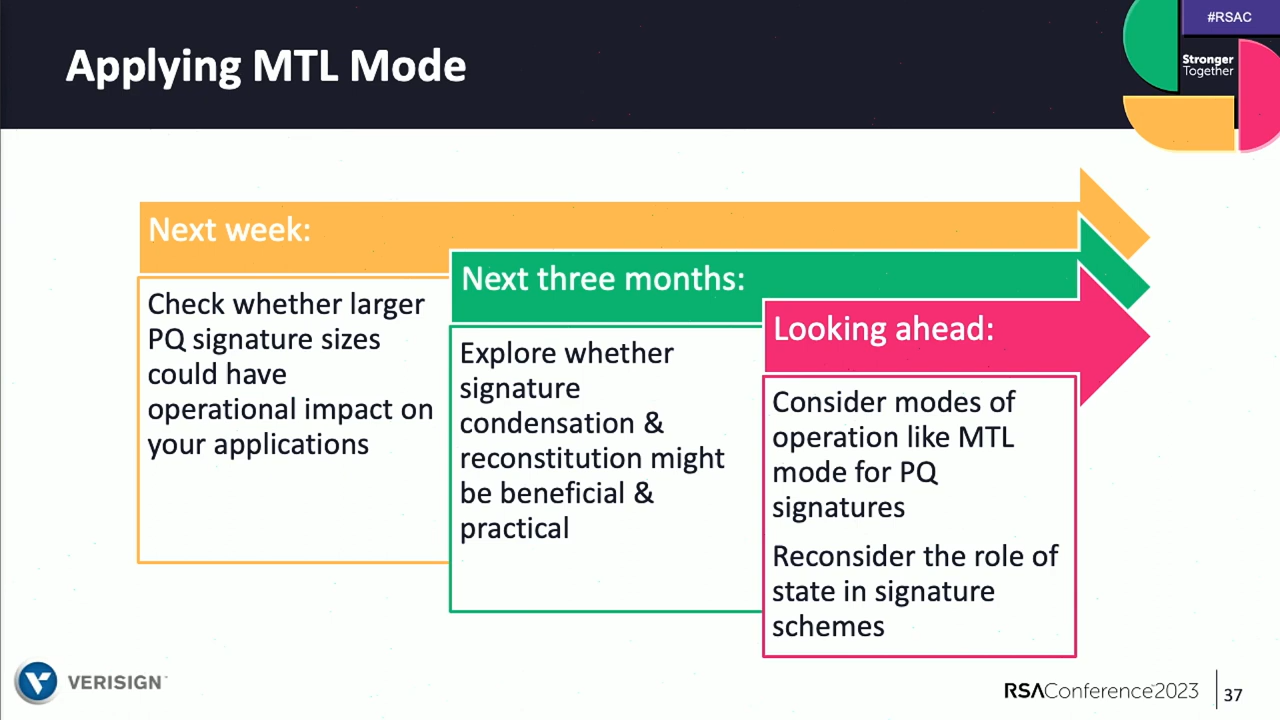 Applying MTL Mode
#RSAC
Stronger
Together
Next week:
Check whether larger
PQ signature sizes
could have
operational impact on
your applications
Next three months:
Explore whether
signature
condensation &
reconstitution might
be beneficial &
practical
Looking ahead:
Consider modes of
operation like MTL
mode for PQ
signatures
Reconsider the role of
state in signature
schemes
VERISIGN
RSAConference™2023
37